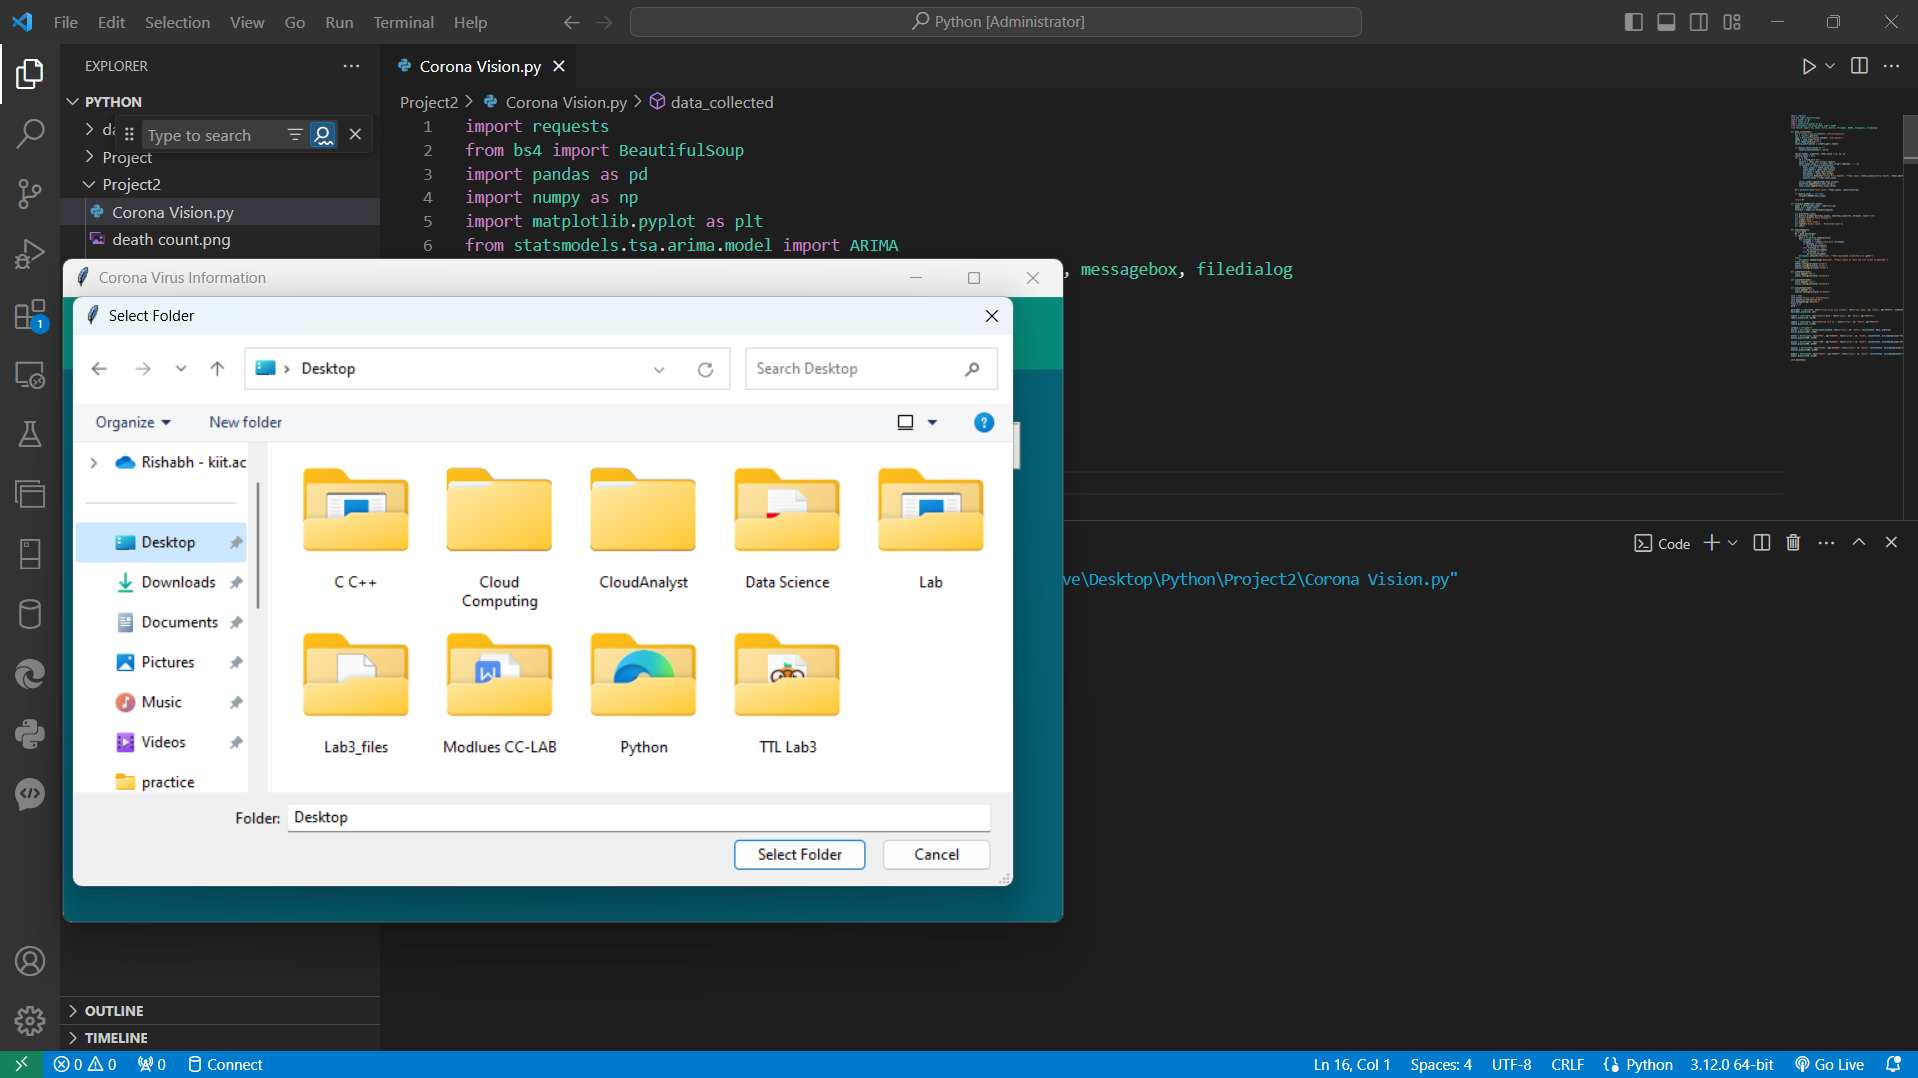 File Edit Selection View Go Run Terminal Help
Python [Administrator]
EXPLORER
PYTHON
Type to search
Project
Project2
Corona Vision.py
death count.png
OUTLINE
TIMELINE
Corona Vision.py
Project2 > Corona Vision.py > data_collected
1 import requests
2 from bs4 import BeautifulSoup
3 import pandas as pd
4 import numpy as np
5 import matplotlib.pyplot as plt
6 from statsmodels.tsa.arima.model import ARIMA
, messagebox, filedialog
Corona Virus Information
Select Folder
Desktop
Search Desktop
Organize
New folder
Rishabh - kiit.ac
Desktop
Downloads
Documents
Pictures
Music
Videos
practice
C C++
Cloud
Computing
CloudAnalyst
Data Science
Lab
Lab3_files
Modlues CC-LAB
Python
TTL Lab3
Folder: Desktop
Select Folder
Cancel
Code
ve\Desktop\Python\Project2\Corona Vision.py"
1
0 0 0 Connect
Ln 16, Col 1 Spaces: 4 UTF-8 CRLF {} Python 3.12.0 64-bit Go Live